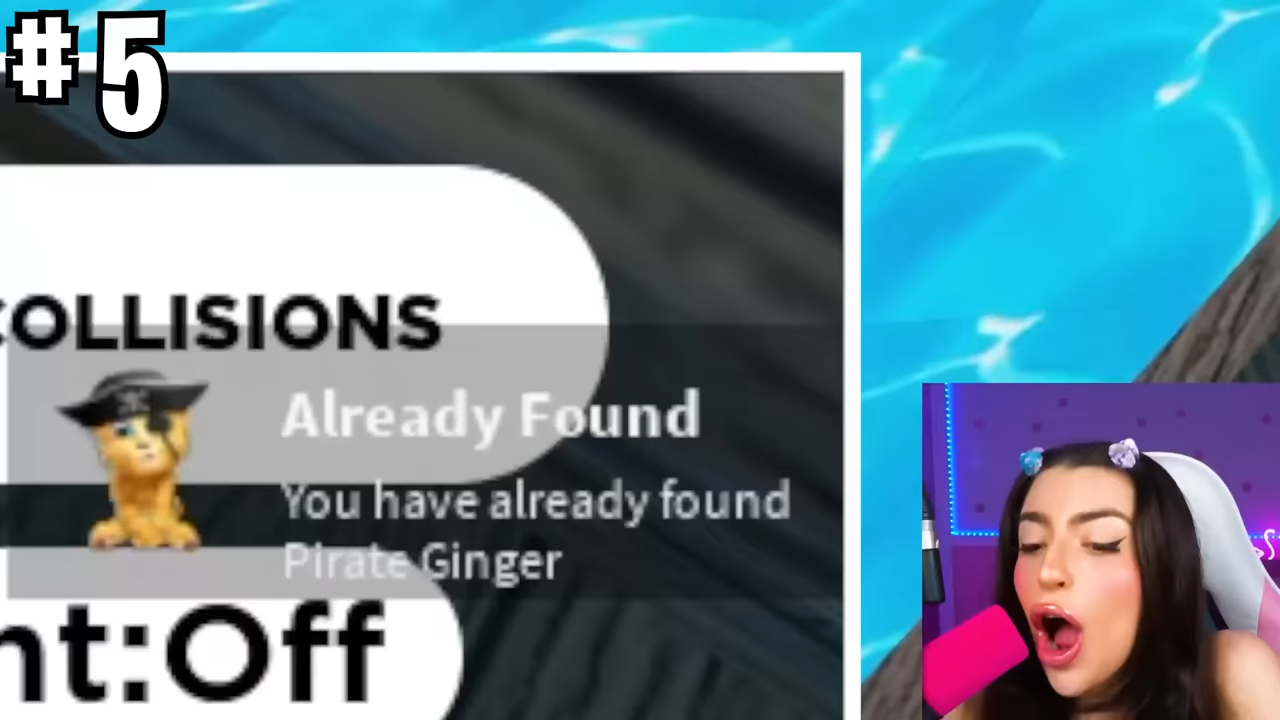 #5
COLLISIONS
Already Found
You have already found
Pirate Ginger
nt:Off